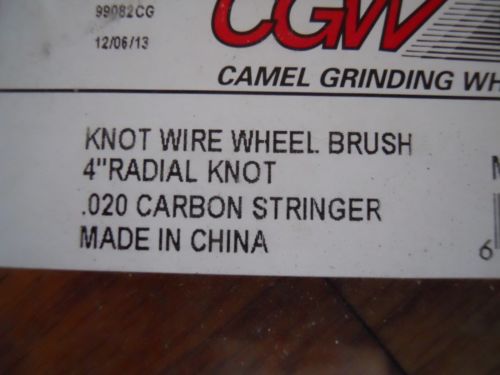 99082CG
12/06/13
CGW
CAMEL GRINDING WH
KNOT WIRE WHEEL BRUSH
4"RADIAL KNOT
.020 CARBON STRINGER
MADE IN CHINA
6